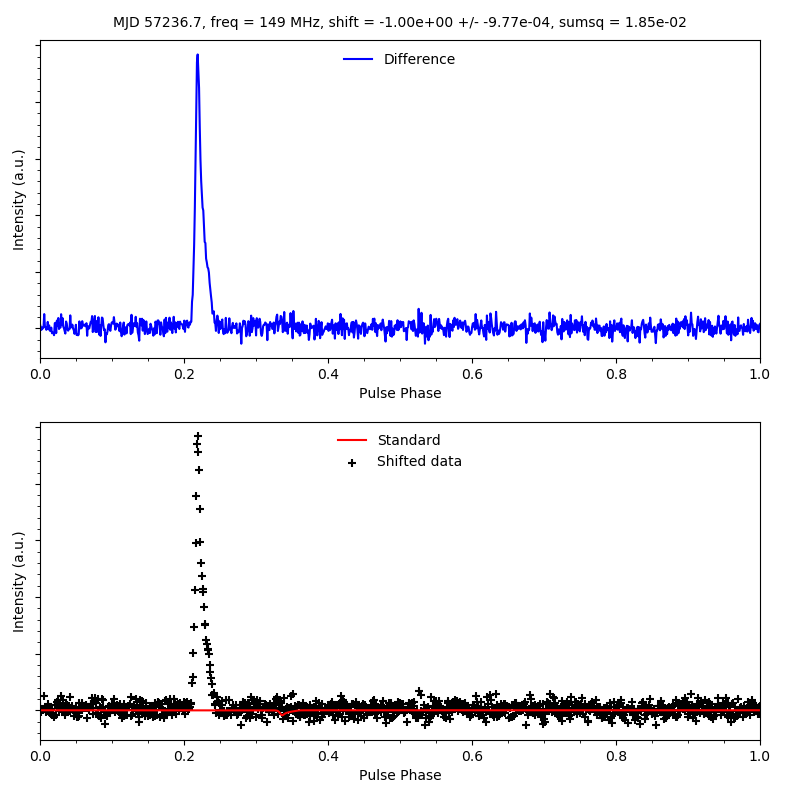 MJD 57236.7, freq = 149 MHz, shift = -1.00e+00 +/- -9.77e-04, sumsq = 1.85e-02
Difference
Intensity (a.u.)
0.0 0.2 0.4 0.6 0.8 1.0
Pulse Phase
Standard
Shifted data
Intensity (a.u.)
0.0 0.2 0.4 0.6 0.8 1.0
Pulse Phase